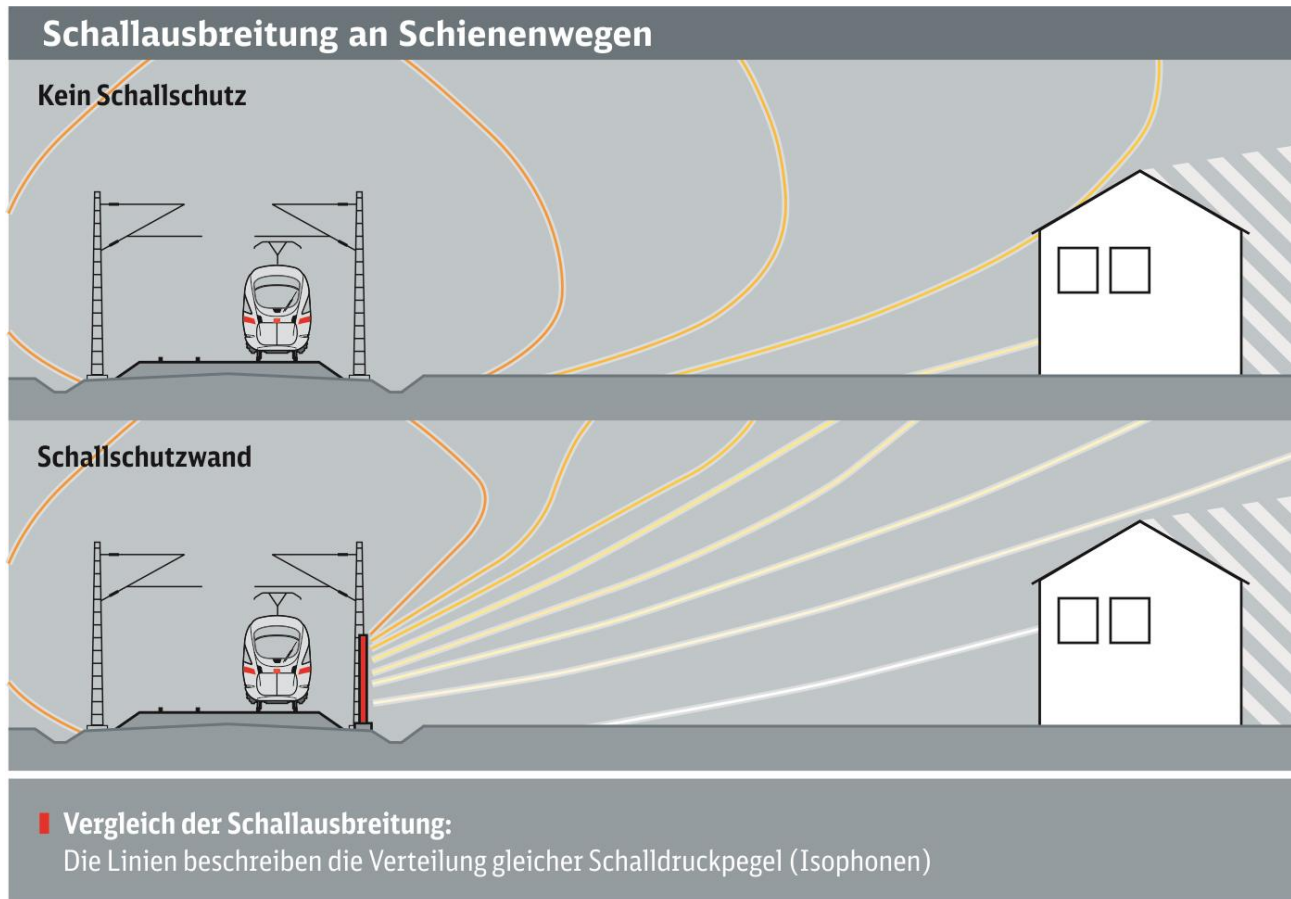 Schallausbreitung an Schienenwegen
Kein Schallschutz
Schallschutzwand
Vergleich der Schallausbreitung:
Die Linien beschreiben die Verteilung gleicher Schalldruckpegel (Isophonen)